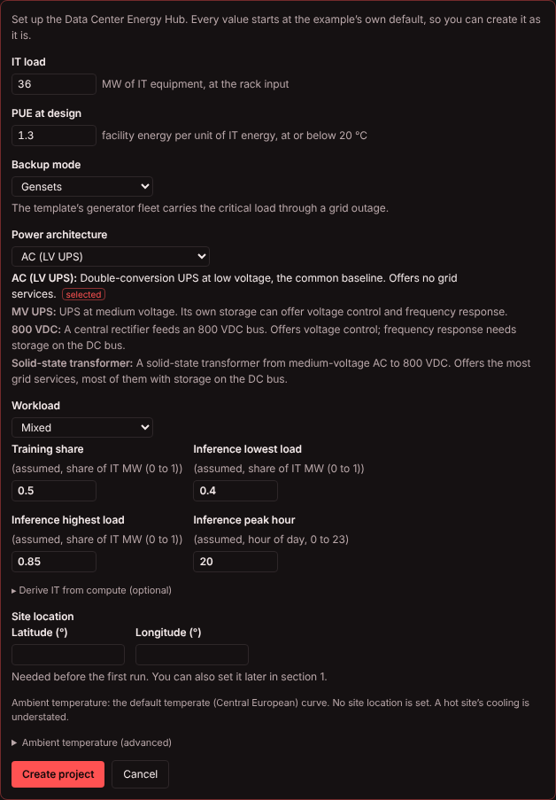 Set up the Data Center Energy Hub. Every value starts at the example's own default, so you can create it as
it is.
IT load
36 MW of IT equipment, at the rack input
PUE at design
1.3 facility energy per unit of IT energy, at or below 20 °C
Backup mode
Gensets
The template's generator fleet carries the critical load through a grid outage.
Power architecture
AC (LV UPS)
AC (LV UPS): Double-conversion UPS at low voltage, the common baseline. Offers no grid
services. selected
MV UPS: UPS at medium voltage. Its own storage can offer voltage control and frequency response.
800 VDC: A central rectifier feeds an 800 VDC bus. Offers voltage control; frequency response needs
storage on the DC bus.
Solid-state transformer: A solid-state transformer from medium-voltage AC to 800 VDC. Offers the most
grid services, most of them with storage on the DC bus.
Workload
Mixed
Training share Inference lowest load
(assumed, share of IT MW (0 to 1)) (assumed, share of IT MW (0 to 1))
0.5 0.4
Inference highest load Inference peak hour
(assumed, share of IT MW (0 to 1)) (assumed, hour of day, 0 to 23)
0.85 20
▸ Derive IT from compute (optional)
Site location
Latitude (°) Longitude (°)
Needed before the first run. You can also set it later in section 1.
Ambient temperature: the default temperate (Central European) curve. No site location is set. A hot site's cooling is
understated.
▸ Ambient temperature (advanced)
Create project Cancel